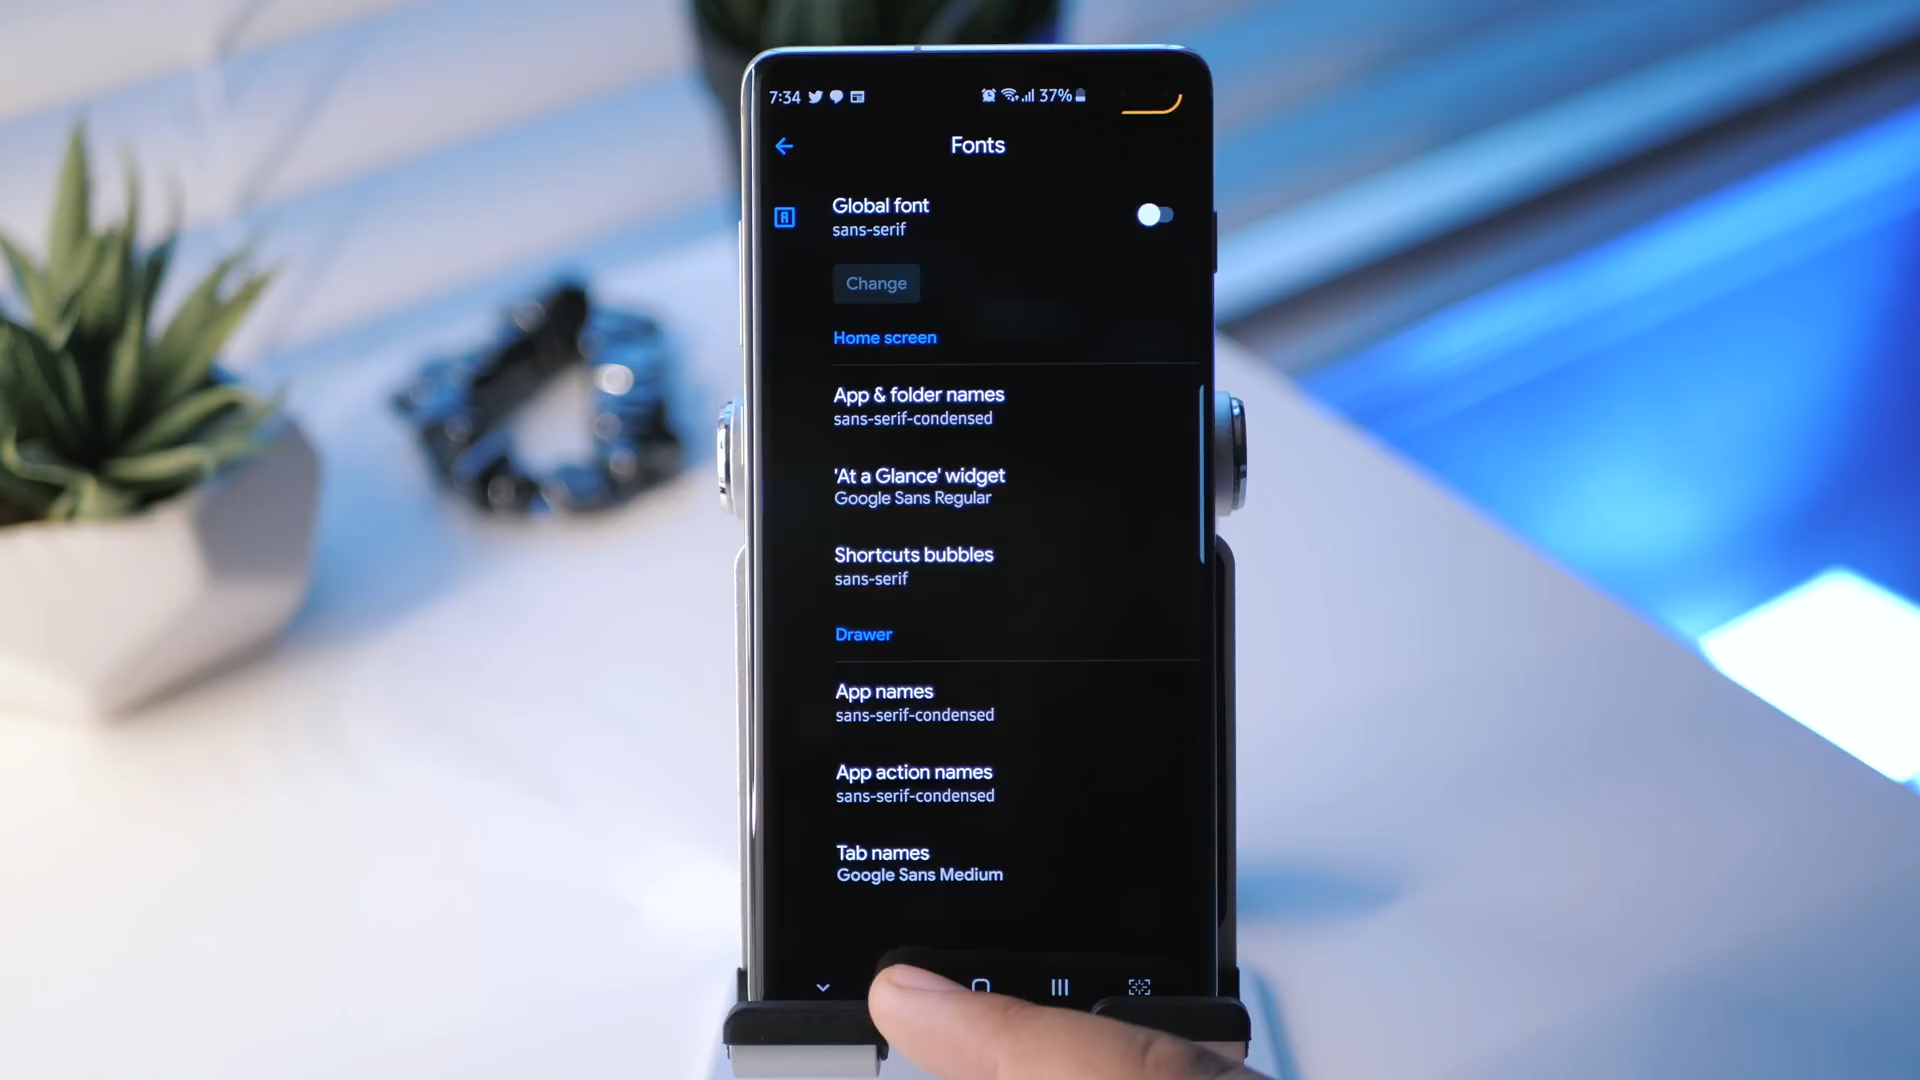 7:34 37%
Fonts
Global font
sans-serif
Change
Home screen
App & folder names
sans-serif-condensed
'At a Glance' widget
Google Sans Regular
Shortcuts bubbles
sans-serif
Drawer
App names
sans-serif-condensed
App action names
sans-serif-condensed
Tab names
Google Sans Medium